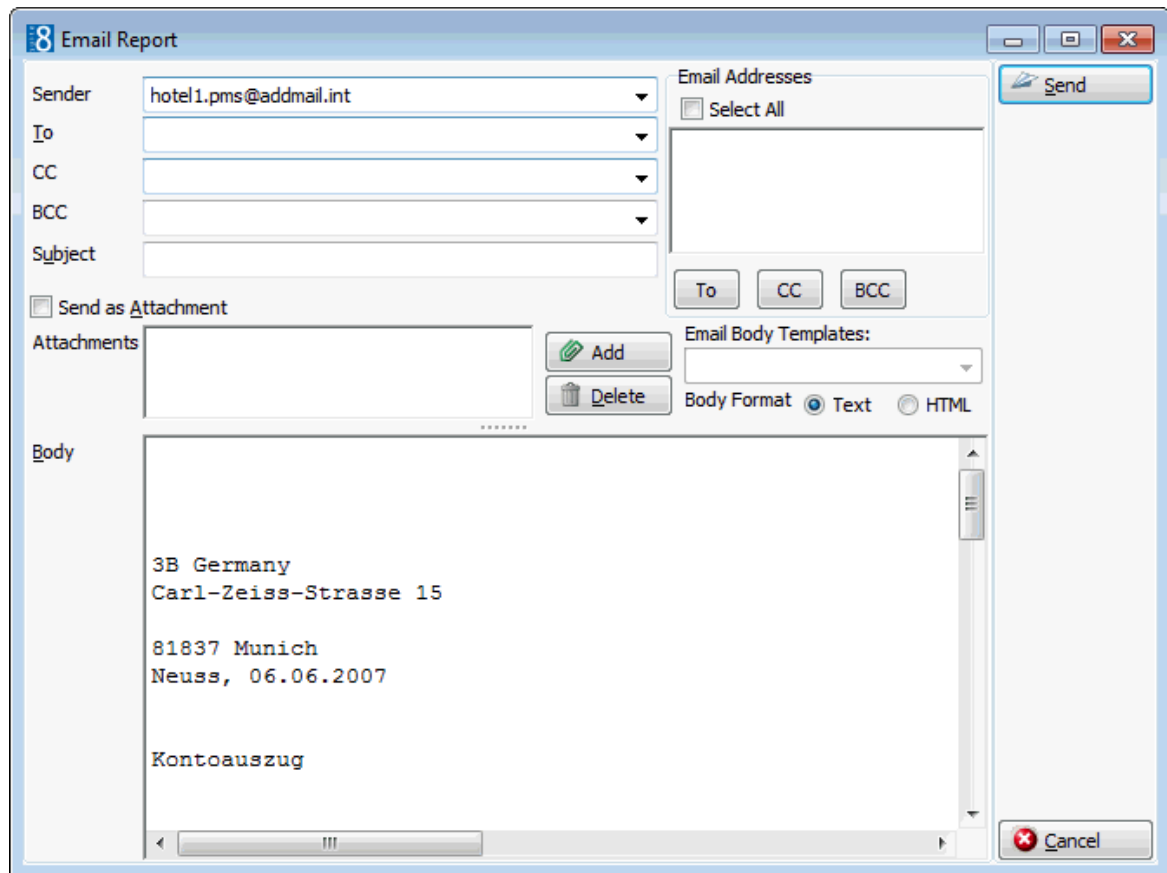 8 Email Report
Sender
hotel1.pms@addmail.int
To
CC
BCC
Subject
Email Addresses
Select All
To CC BCC
Send
Send as Attachment
Attachments
Add
Delete
Email Body Templates:
Body Format Text HTML
Body
3B Germany
Carl-Zeiss-Strasse 15
81837 Munich
Neuss, 06.06.2007
Kontoauszug
Cancel